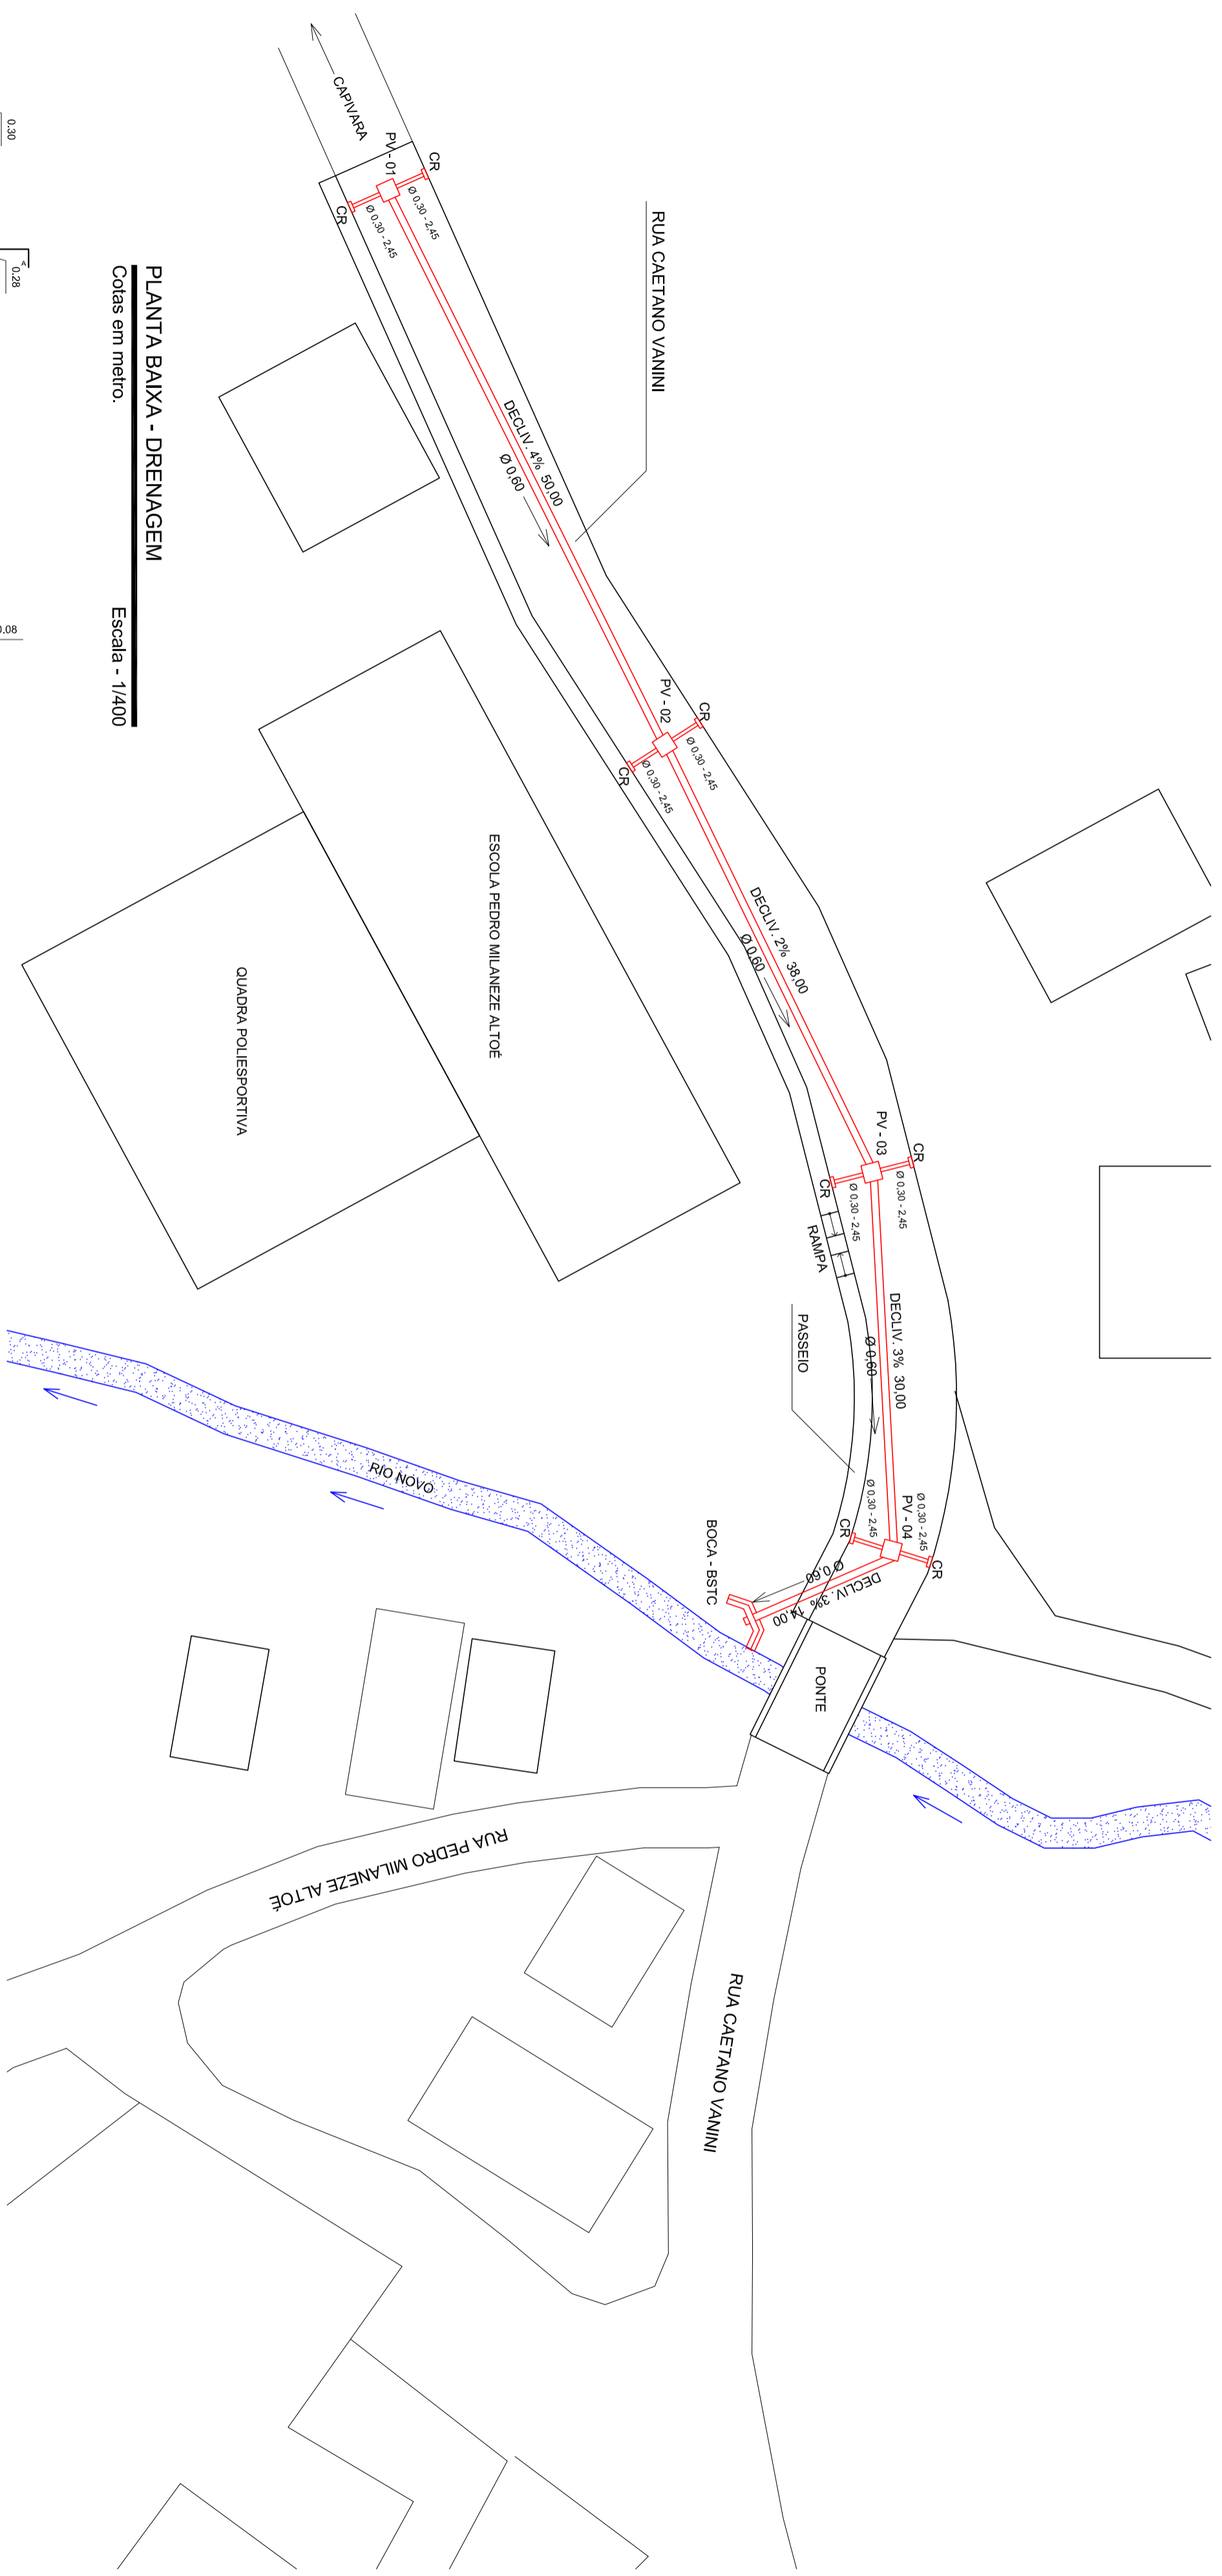 0.30
A
0.28
0.08
PLANTA BAIXA - DRENAGEM
Cotas em metro.
Escala - 1/400
CAPIVARA
PV - 01
CR
CR
Ø 0,30 - 2,45
Ø 0,30 - 2,45
RUA CAETANO VANINI
DECLIV. 4% 50,00
Ø 0,60
PV - 02
CR
CR
Ø 0,30 - 2,45
Ø 0,30 - 2,45
ESCOLA PEDRO MILANEZE ALTOÉ
QUADRA POLIESPORTIVA
DECLIV. 2% 38,00
Ø 0,60
PV - 03
CR
CR
Ø 0,30 - 2,45
Ø 0,30 - 2,45
RAMPA
DECLIV. 3% 30,00
Ø 0,60
PASSEIO
RIO NOVO
PV - 04
Ø 0,30 - 2,45
Ø 0,30 - 2,45
CR
CR
BOCA - BSTC
Ø 0,60
DECLIV. 3% 14,00
PONTE
RUA PEDRO MILANEZE ALTOÉ
RUA CAETANO VANINI